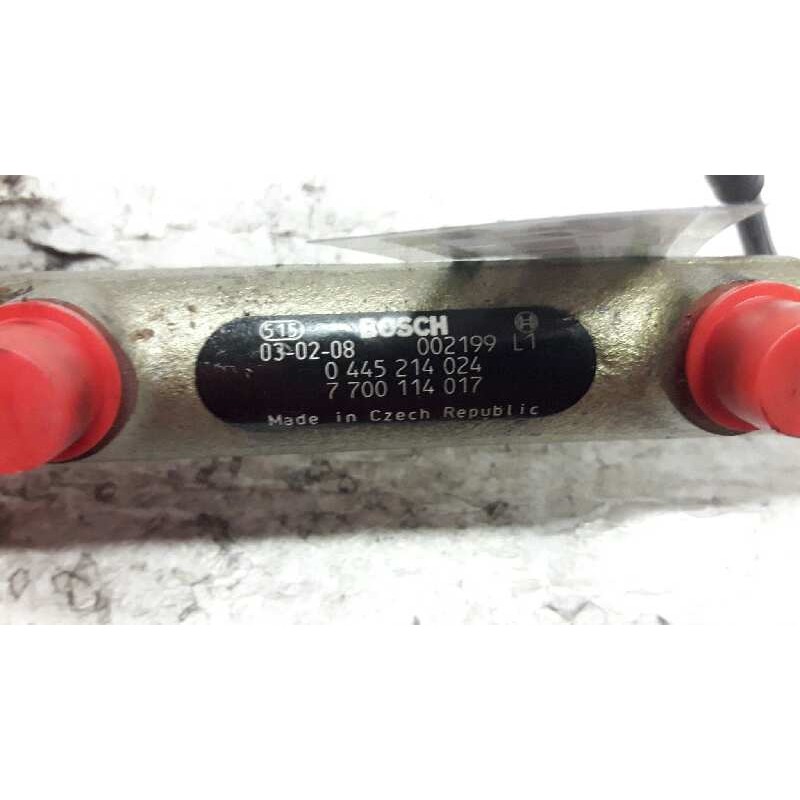 515 BOSCH
03-02-08 002199 L1
0 445 214 024
7 700 114 017
Made in Czech Republic